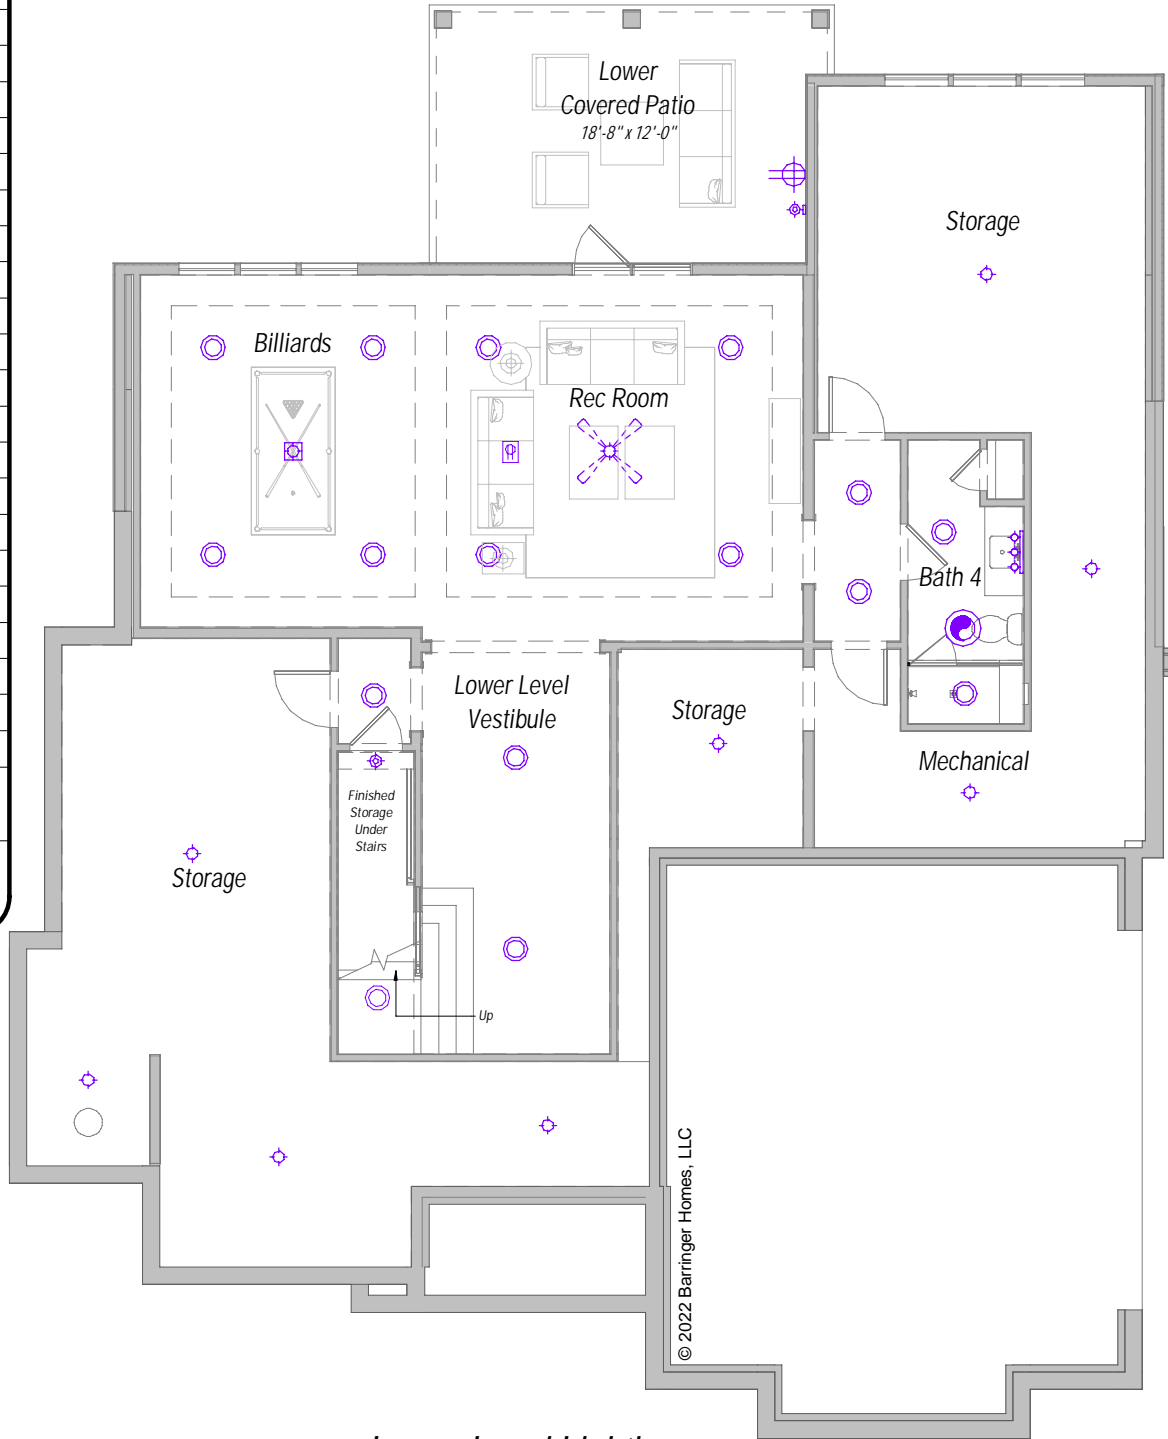 Lower
Covered Patio
18'-8" x 12'-0"
Storage
Billiards
Rec Room
Bath 4
Lower Level
Vestibule
Storage
Mechanical
Finished
Storage
Under
Stairs
Storage
Up
© 2022 Barringer Homes, LLC